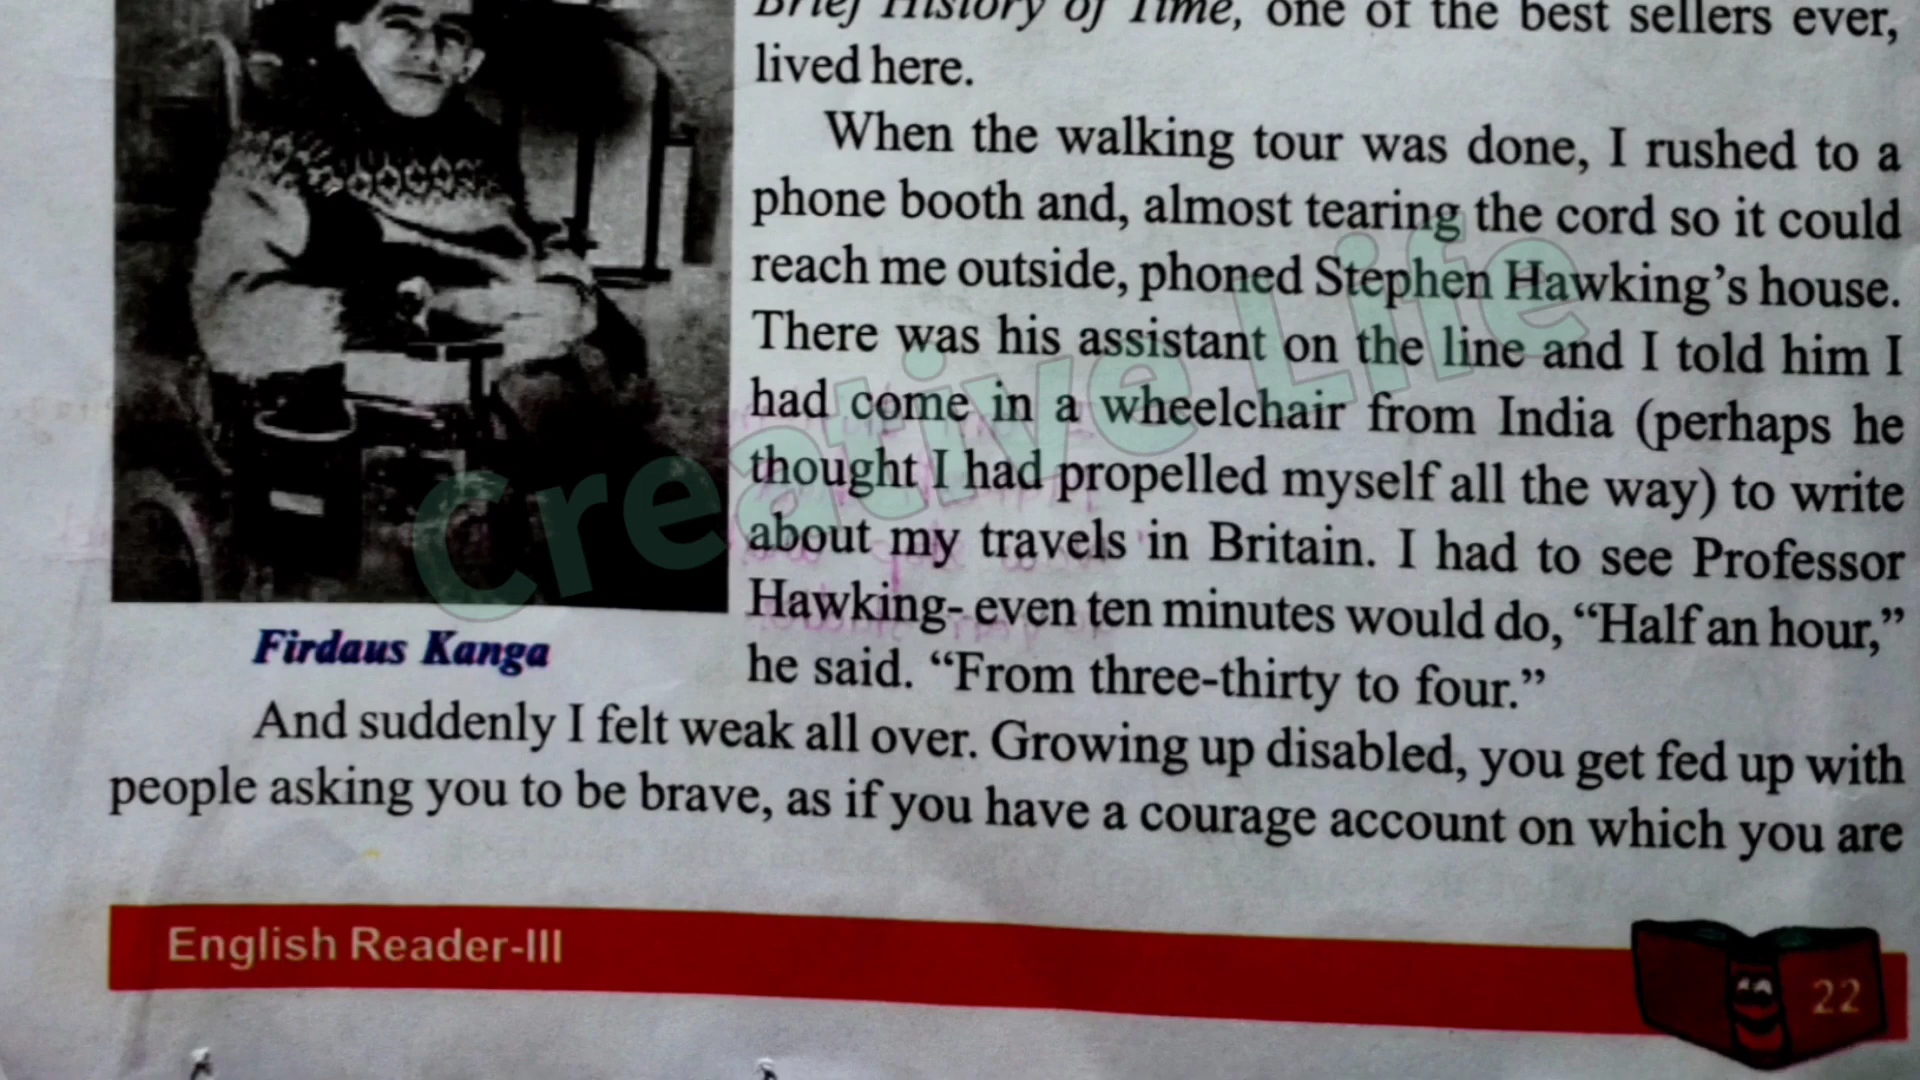 Brief History of Time, one of the best sellers ever,
lived here.
When the walking tour was done, I rushed to a
phone booth and, almost tearing the cord so it could
reach me outside, phoned Stephen Hawking’s house.
There was his assistant on the line and I told him I
had come in a wheelchair from India (perhaps he
thought I had propelled myself all the way) to write
about my travels in Britain. I had to see Professor
Hawking- even ten minutes would do, “Half an hour,”
he said. “From three-thirty to four.”
Firdaus Kanga
And suddenly I felt weak all over. Growing up disabled, you get fed up with
people asking you to be brave, as if you have a courage account on which you are
Creative Life
English Reader-III
22